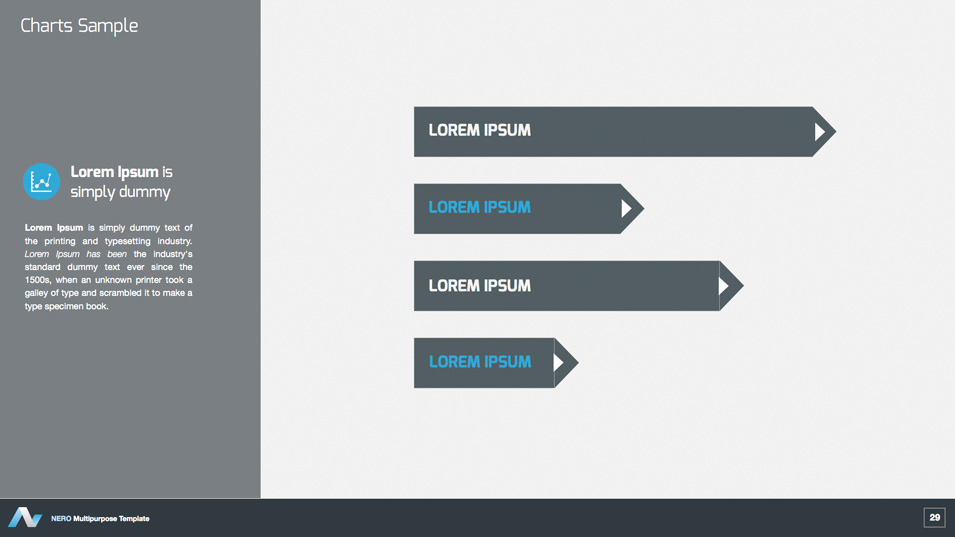 Charts Sample
Lorem Ipsum is
simply dummy
Lorem Ipsum is simply dummy text of
the printing and typesetting industry.
Lorem Ipsum has been the industry's
standard dummy text ever since the
1500s, when an unknown printer took a
galley of type and scrambled it to make a
type specimen book.
LOREM IPSUM
LOREM IPSUM
LOREM IPSUM
LOREM IPSUM
NERO Multipurpose Template
29